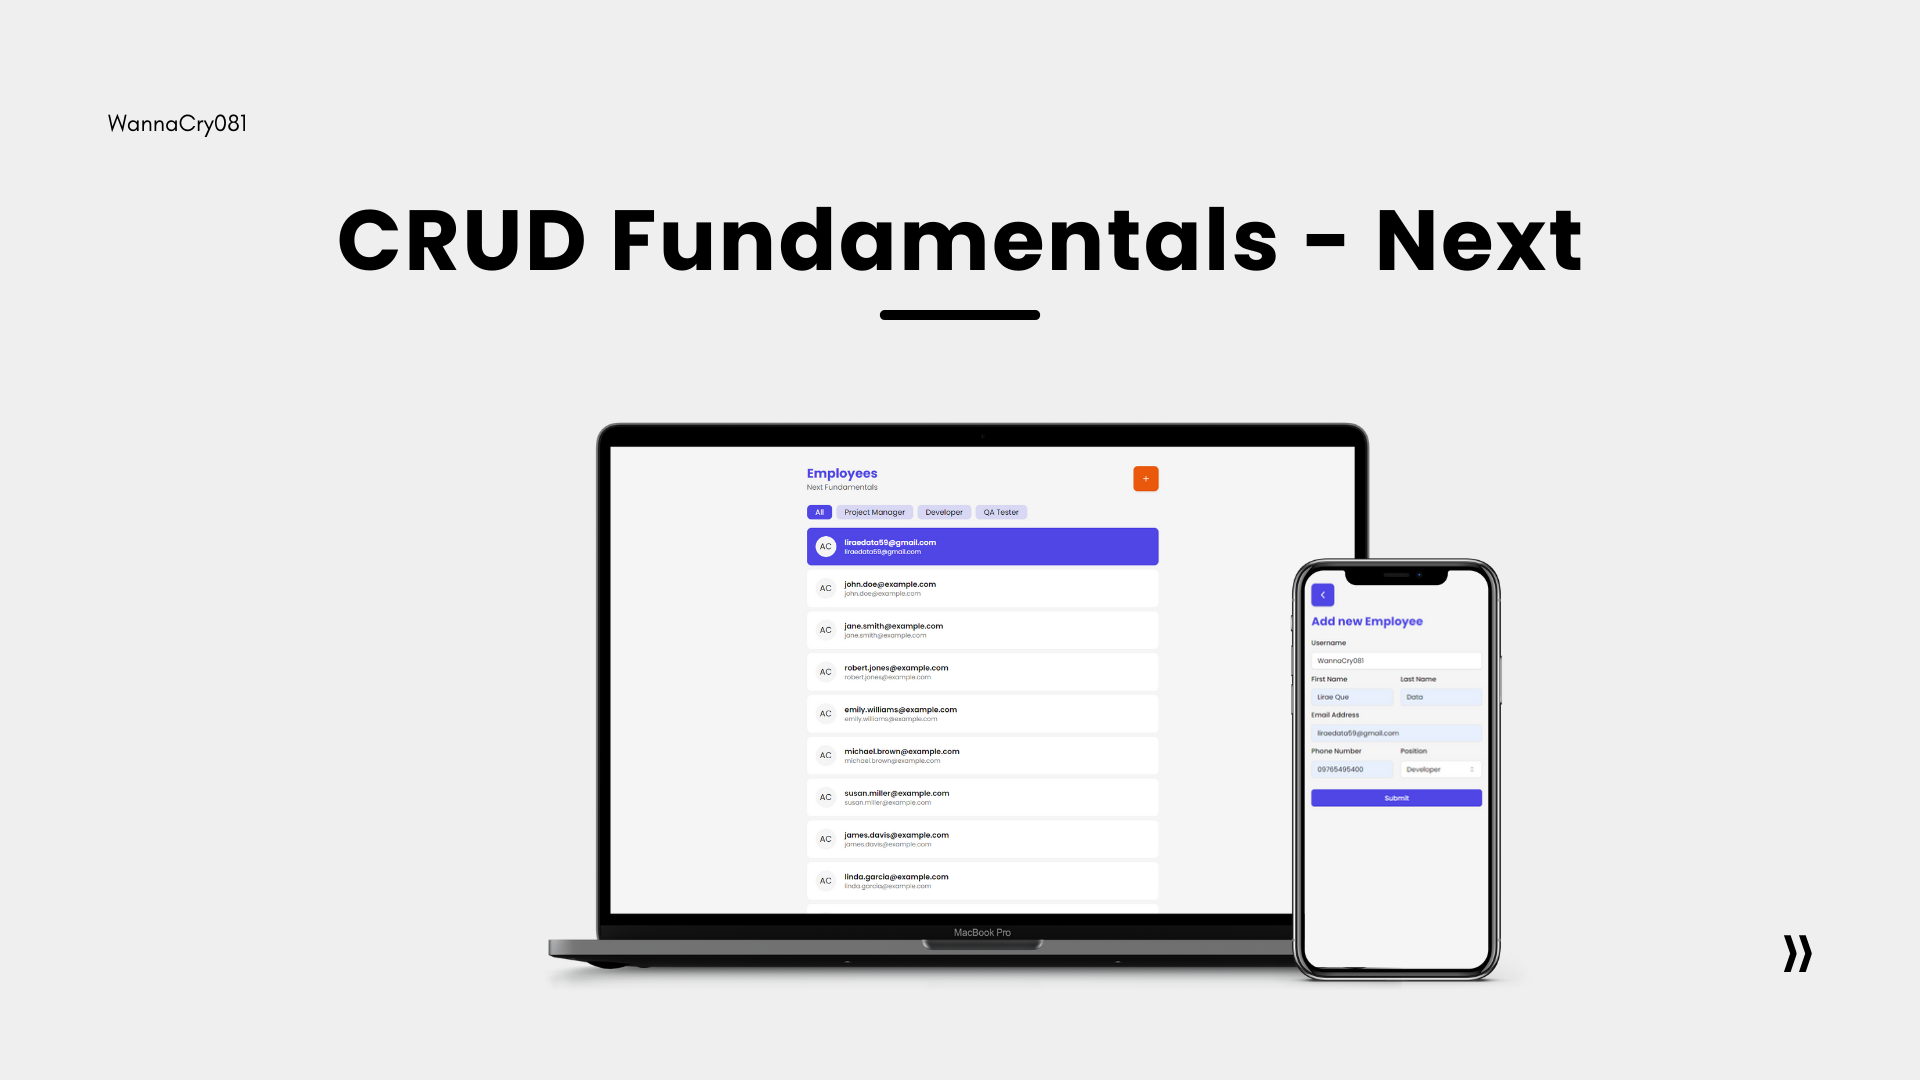 WannaCry081
CRUD Fundamentals - Next
Employees
Next Fundamentals
+
All
Project Manager
Developer
QA Tester
AC
liraedata59@gmail.com
liraedata59@gmail.com
AC
john.doe@example.com
john.doe@example.com
AC
jane.smith@example.com
jane.smith@example.com
AC
robert.jones@example.com
robert.jones@example.com
AC
emily.williams@example.com
emily.williams@example.com
AC
michael.brown@example.com
michael.brown@example.com
AC
susan.miller@example.com
susan.miller@example.com
AC
james.davis@example.com
james.davis@example.com
AC
linda.garcia@example.com
linda.garcia@example.com
MacBook Pro
Add new Employee
Username
WannaCry081
First Name Last Name
Lirae Que Data
Email Address
liraedata59@gmail.com
Phone Number Position
09765495400 Developer
Submit